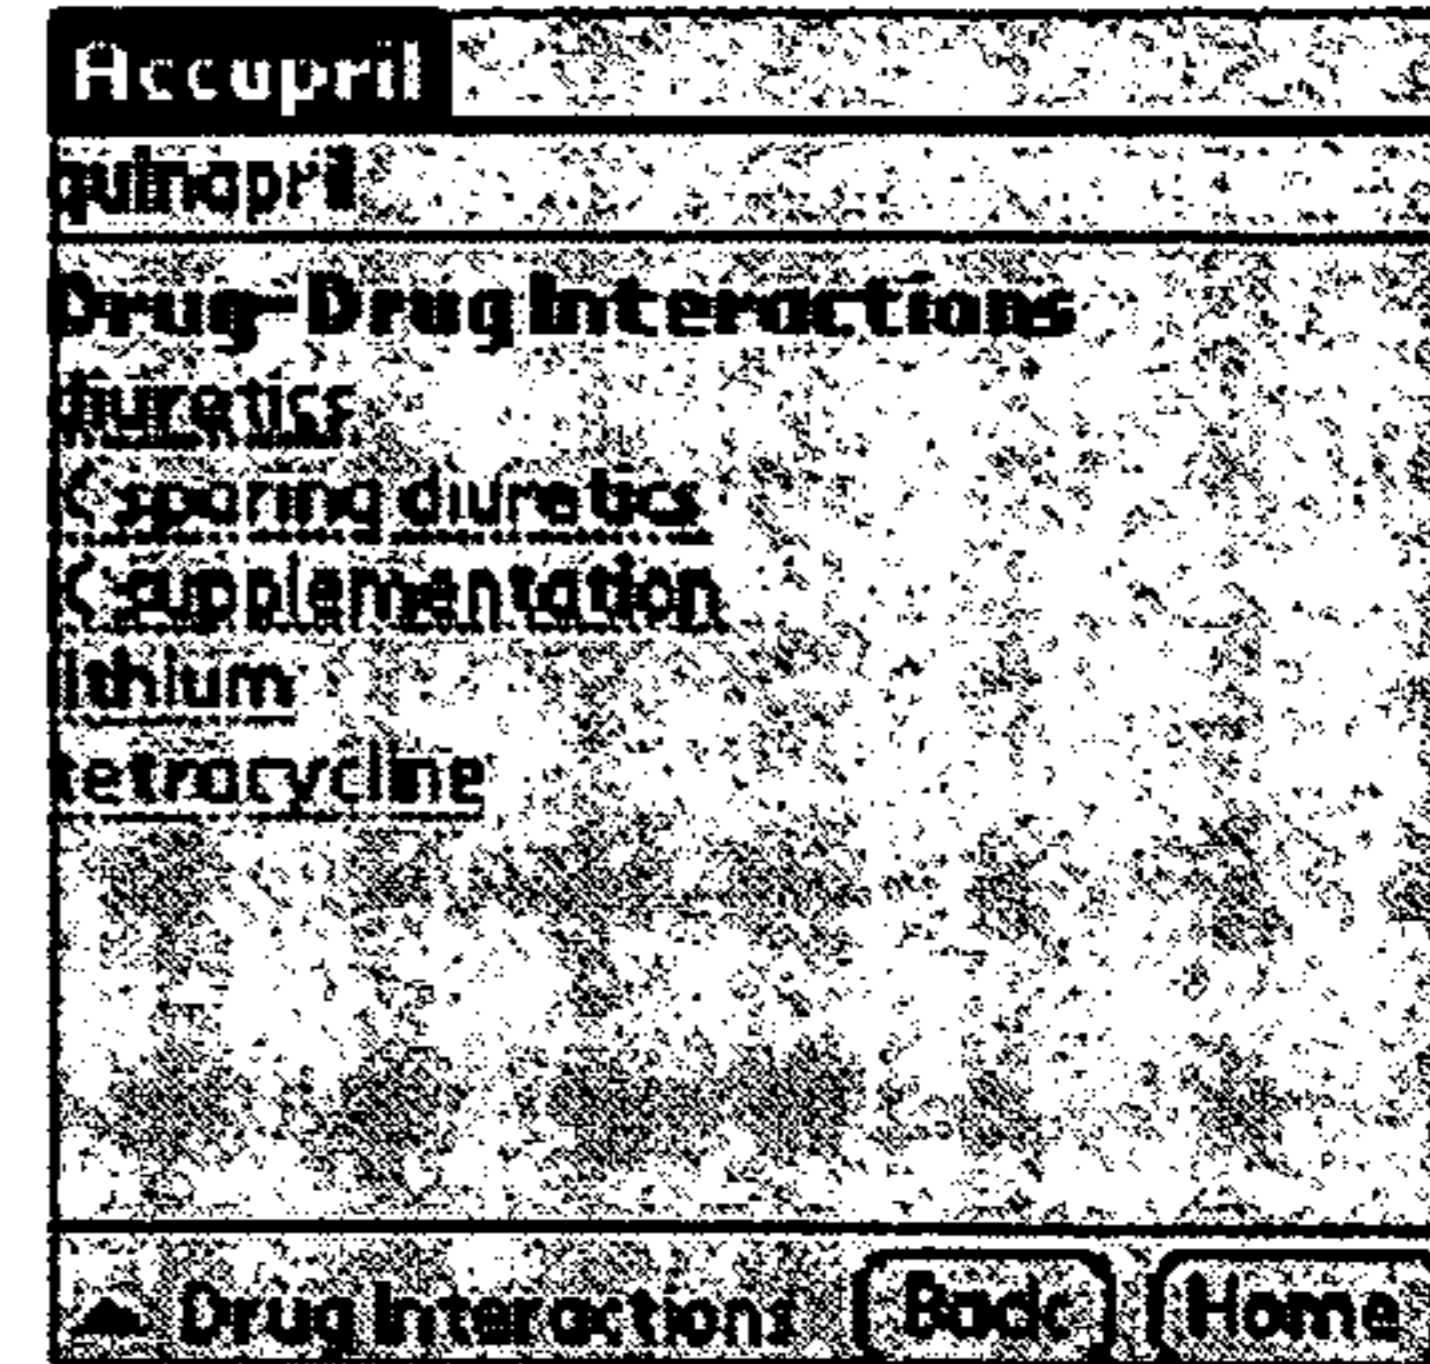 Accupril
quinapril
Drug-Drug Interactions
diuretics
K sparing diuretics
K supplementation
lithium
tetracycline
Drug Interactions Back Home